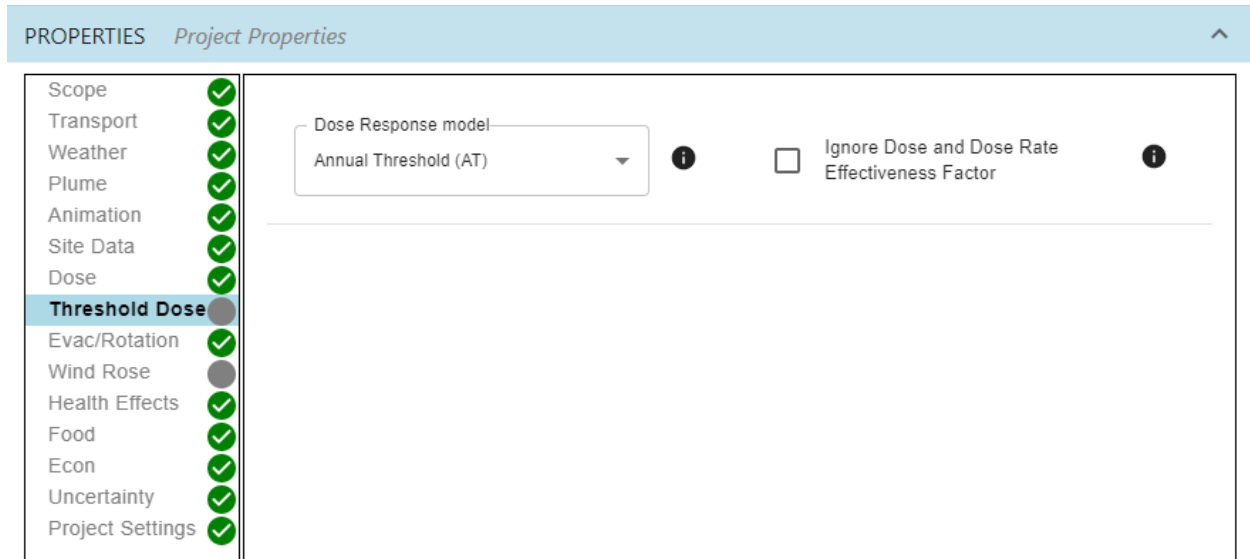 PROPERTIES Project Properties
Scope
Transport
Weather
Plume
Animation
Site Data
Dose
Threshold Dose
Evac/Rotation
Wind Rose
Health Effects
Food
Econ
Uncertainty
Project Settings
Dose Response model
Annual Threshold (AT)
Ignore Dose and Dose Rate
Effectiveness Factor